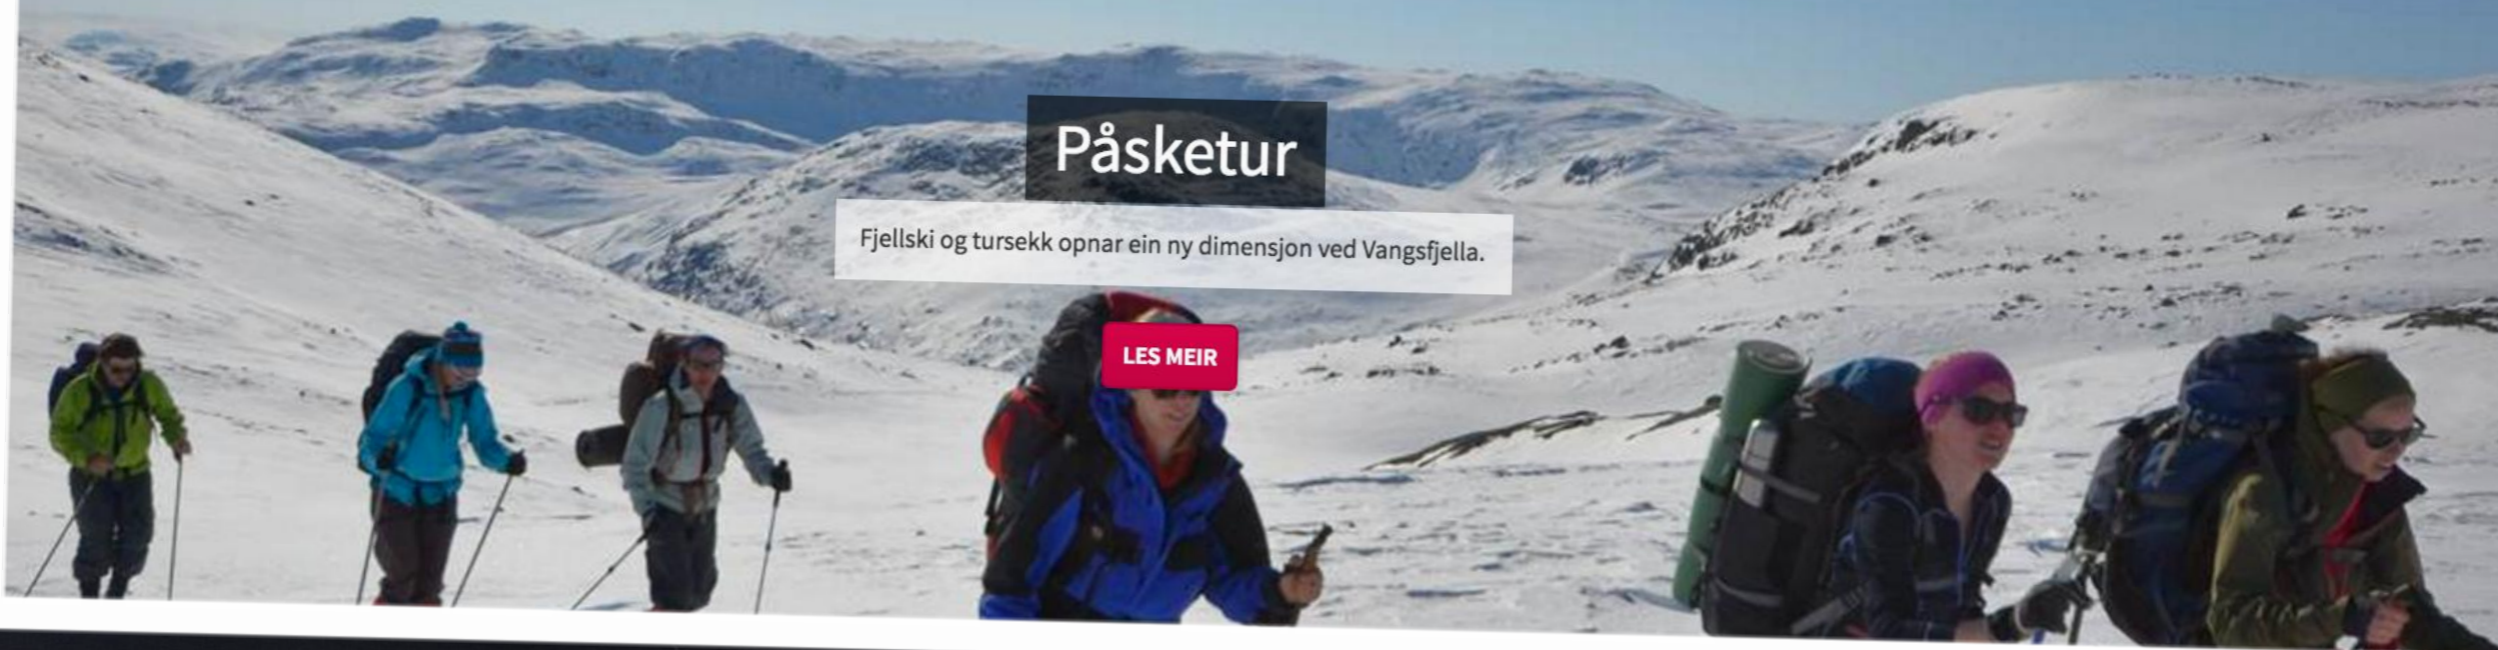 Påsketur
Fjellski og tursekk opnar ein ny dimensjon ved Vangsfjella.
LES MEIR